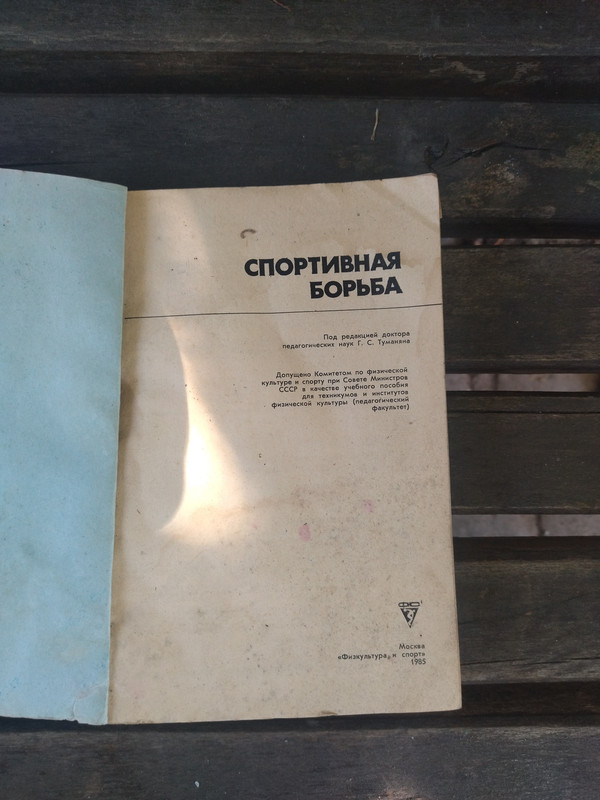 СПОРТИВНАЯ
БОРЬБА
Под редакцией доктора
педагогических наук Г. С. Туманяна
Допущено Комитетом по физической
культуре и спорту при Совете Министров
СССР в качестве учебного пособия
для техникумов и институтов
физической культуры (педагогический
факультет)
Москва
«Физкультура и спорт»
1985